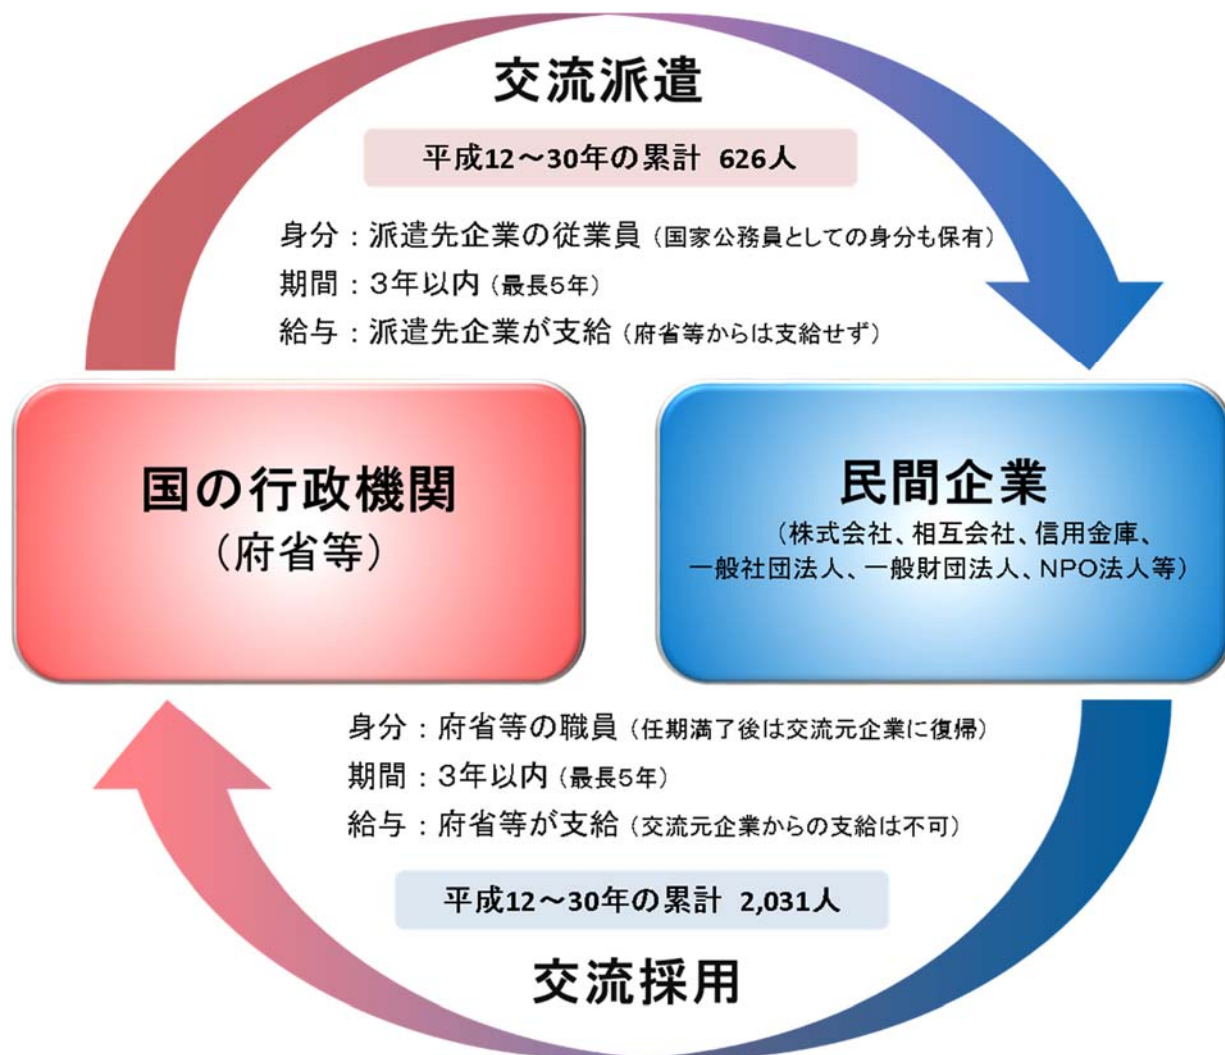 交流派遣
平成12～30年の累計 626人
身分：派遣先企業の従業員（国家公務員としての身分も保有）
期間：３年以内（最長5年）
給与：派遣先企業が支給（府省等からは支給せず）
国の行政機関
（府省等）
民間企業
（株式会社、相互会社、信用金庫、
一般社団法人、一般財団法人、NPO法人等）
身分：府省等の職員（任期満了後は交流元企業に復帰）
期間：３年以内（最長5年）
給与：府省等が支給（交流元企業からの支給は不可）
平成12～30年の累計 2,031人
交流採用